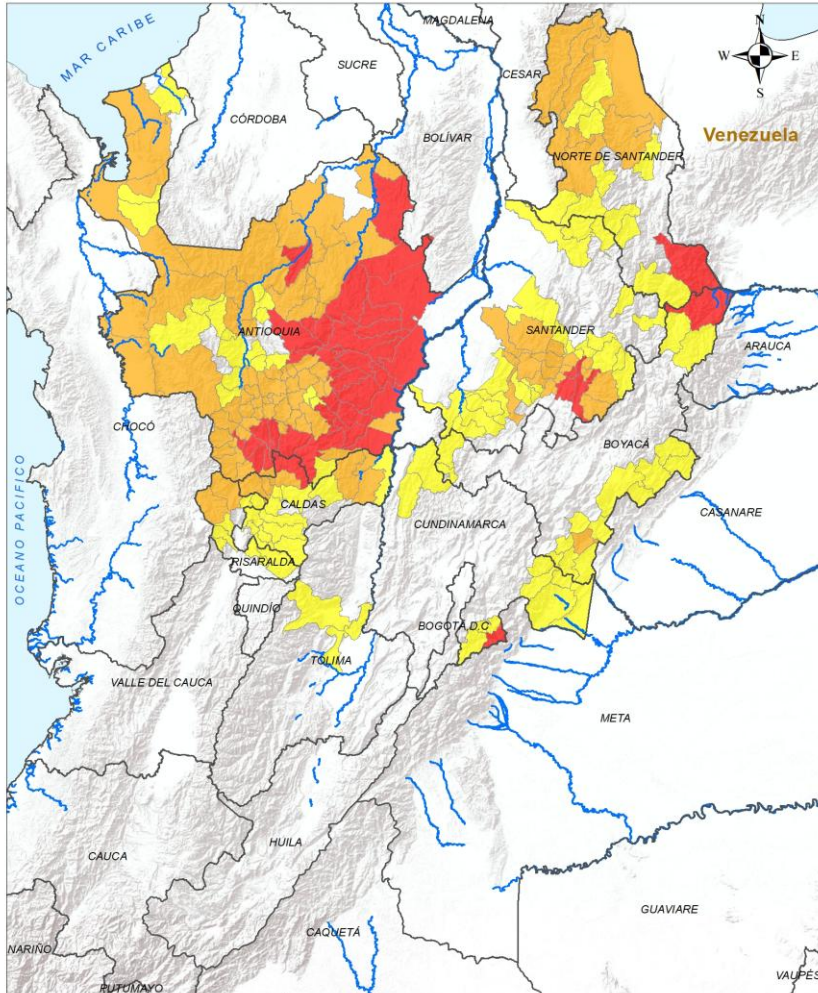 MAGDALENA
N
W
E
S
MAR CARIBE
SUCRE
CESAR
CÓRDOBA
BOLÍVAR
Venezuela
NORTE DE SANTANDER
ANTIOQUIA
SANTANDER
ARAUCA
CHOCÓ
BOYACÁ
OCEANO PACIFICO
CALDAS
CUNDINAMARCA
CASANARE
RISARALDA
QUINDÍO
BOGOTÁ, D.C.
TOLIMA
VALLE DEL CAUCA
META
HUILA
CAUCA
GUAVIARE
CAQUETÁ
NARIÑO
VAUPÉS
PUTUMAYO